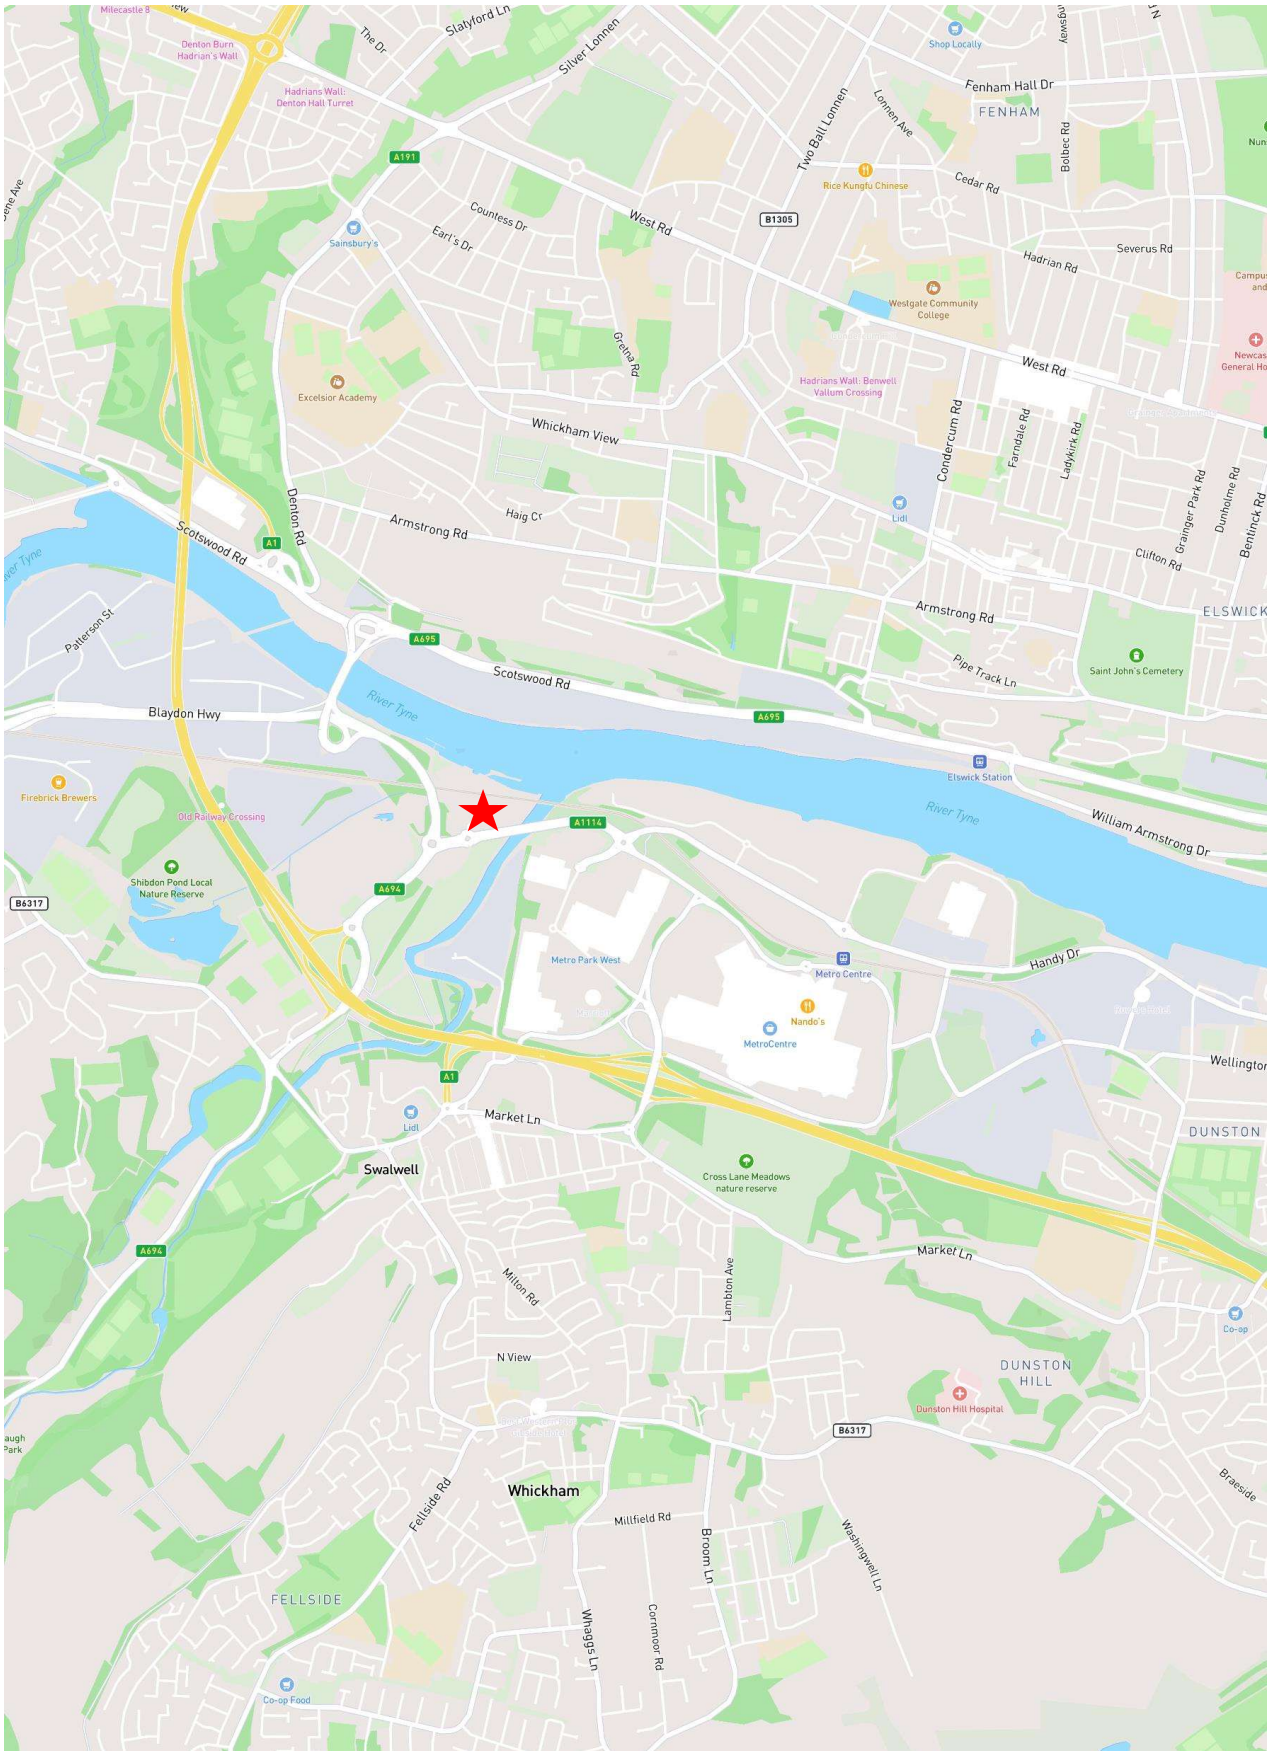 Milecastle 8
Slatyford Ln
Silver Lonnen
The Dr
Denton Burn
Hadrian's Wall
Hadrians Wall:
Denton Hall Turret
Shop Locally
Fenham Hall Dr
FENHAM
Lonnen Ave
Two Ball Lonnen
Bolbec Rd
A191
Rice Kungfu Chinese
Cedar Rd
Countess Dr
West Rd
B1305
Earl's Dr
Sainsbury's
Severus Rd
Hadrian Rd
Westgate Community
College
Gretna Rd
West Rd
Excelsior Academy
Hadrians Wall: Benwell
Vallum Crossing
Whickham View
Condercum Rd
Farndale Rd
Ladykirk Rd
Grainger Park Rd
Dunholme Rd
Bentinck Rd
Denton Rd
Haig Cr
Armstrong Rd
Lidl
Scotswood Rd
A1
Clifton Rd
Armstrong Rd
ELSWICK
Patterson St
A695
Scotswood Rd
Pipe Track Ln
Saint John's Cemetery
River Tyne
Blaydon Hwy
A695
Elswick Station
Firebrick Brewers
Old Railway Crossing
A1114
River Tyne
William Armstrong Dr
Shibdon Pond Local
Nature Reserve
A694
B6317
Metro Park West
Metro Centre
Handy Dr
Nando's
MetroCentre
Wellington
A1
Lidl
Market Ln
DUNSTON
Swalwell
Cross Lane Meadows
nature reserve
A694
Market Ln
Milton Rd
Lambton Ave
Co-op
N View
DUNSTON
HILL
Dunston Hill Hospital
B6317
Whickham
Fellside Rd
Millfield Rd
Broom Ln
Washingwell Ln
Braeside
FELLSIDE
Whaggs Ln
Cornmoor Rd
Co-op Food